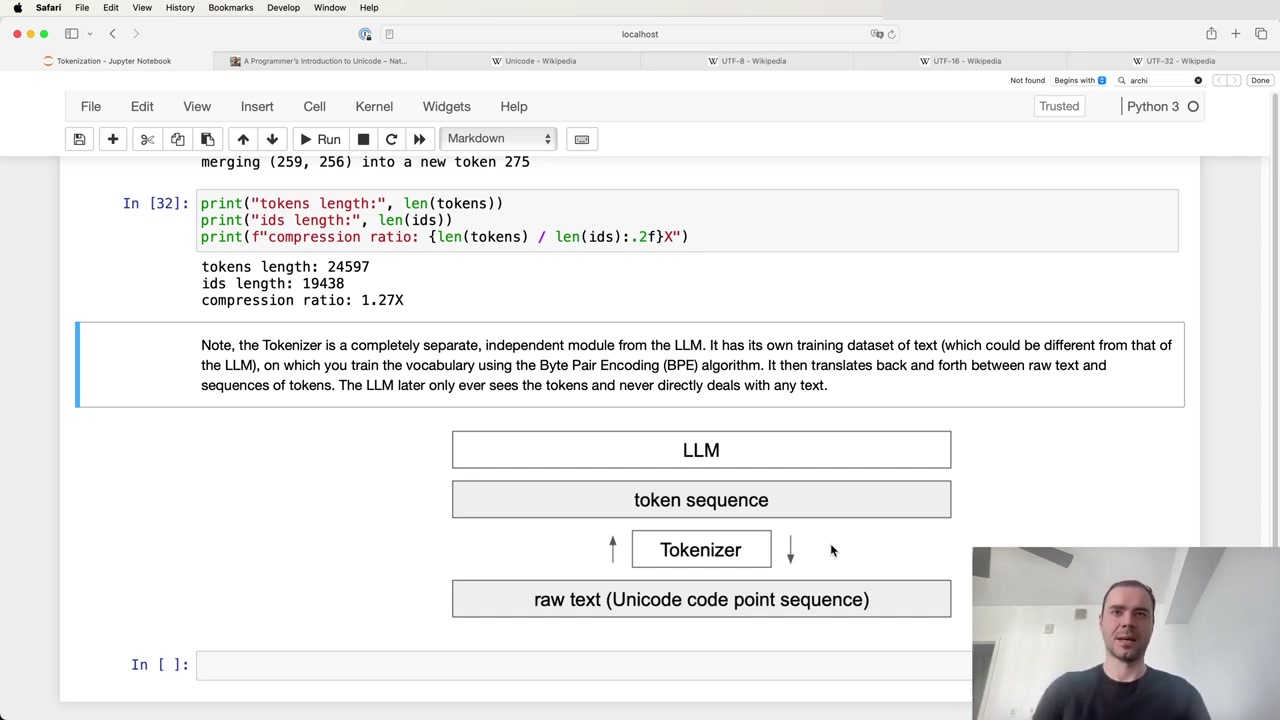 Safari File Edit View History Bookmarks Develop Window Help
localhost
Tokenization - Jupyter Notebook
A Programmer's Introduction to Unicode – Nat...
Unicode - Wikipedia
UTF-8 - Wikipedia
UTF-16 - Wikipedia
UTF-32 - Wikipedia
Not found Begins with archi Done
File Edit View Insert Cell Kernel Widgets Help Trusted Python 3
Run Markdown
merging (259, 256) into a new token 275
In [32]: print("tokens length:", len(tokens))
print("ids length:", len(ids))
print(f"compression ratio: {len(tokens) / len(ids):.2f}X")
tokens length: 24597
ids length: 19438
compression ratio: 1.27X
Note, the Tokenizer is a completely separate, independent module from the LLM. It has its own training dataset of text (which could be different from that of
the LLM), on which you train the vocabulary using the Byte Pair Encoding (BPE) algorithm. It then translates back and forth between raw text and
sequences of tokens. The LLM later only ever sees the tokens and never directly deals with any text.
LLM
token sequence
Tokenizer
raw text (Unicode code point sequence)
In [ ]: